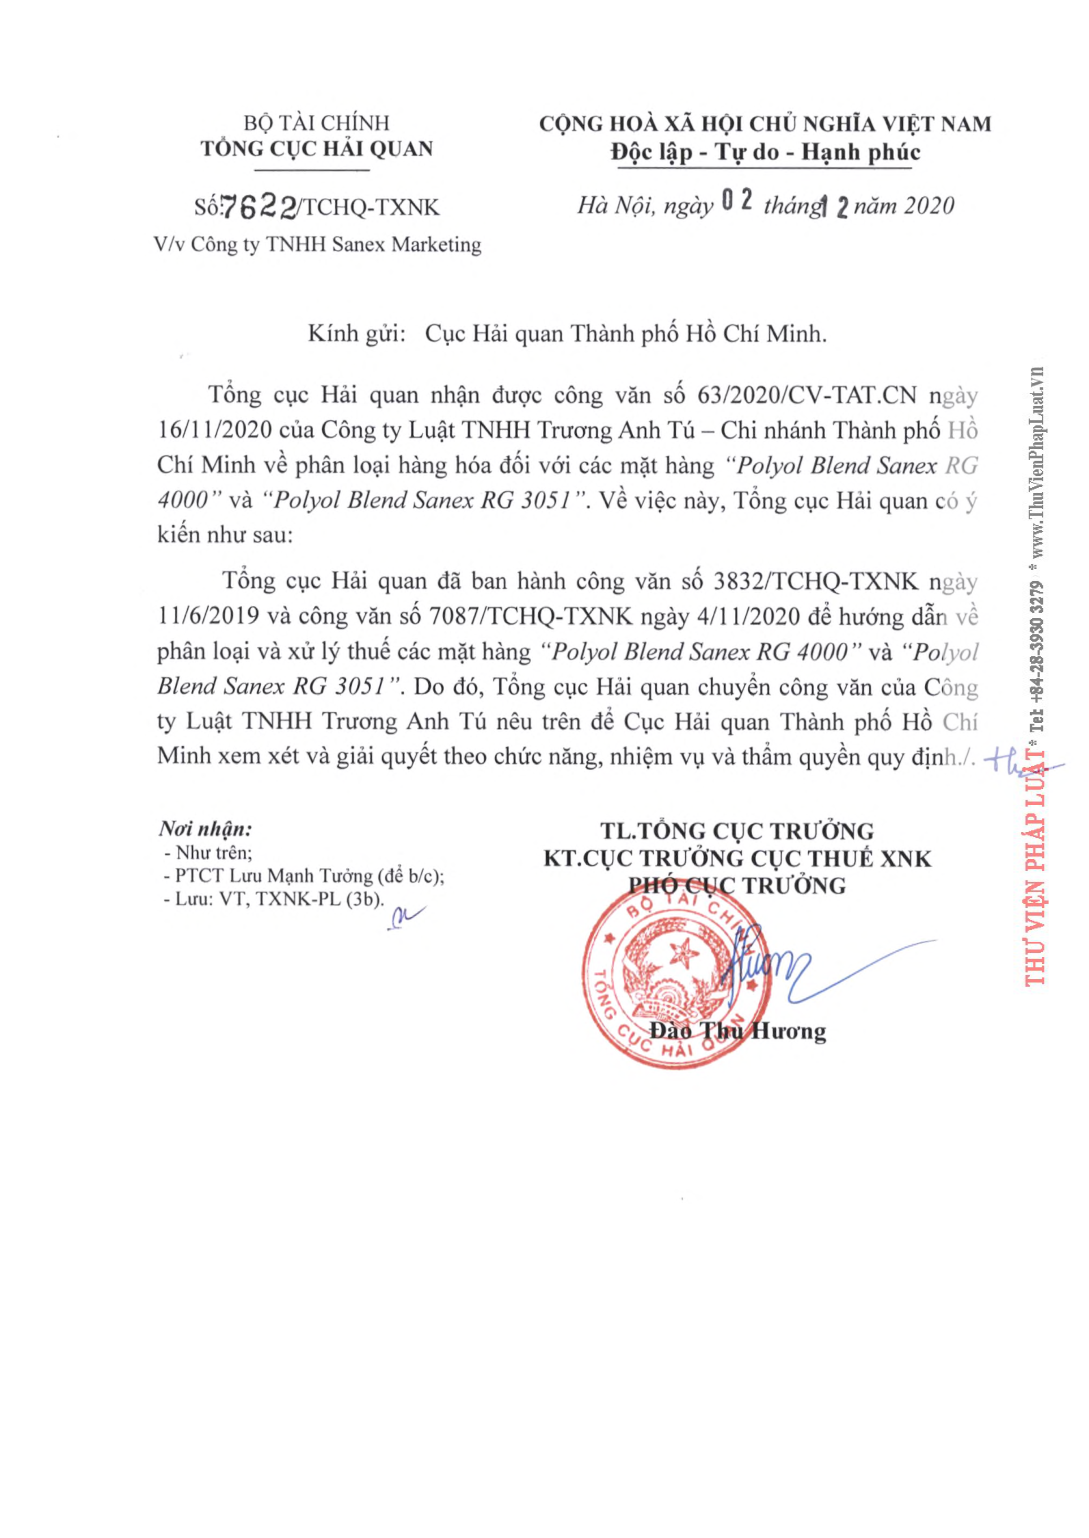 BỘ TÀI CHÍNH
TỔNG CỤC HẢI QUAN
Số:7622/TCHQ-TXNK
V/v Công ty TNHH Sanex Marketing
CỘNG HOÀ XÃ HỘI CHỦ NGHĨA VIỆT NAM
Độc lập - Tự do - Hạnh phúc
Hà Nội, ngày 02 tháng 12 năm 2020
Kính gửi: Cục Hải quan Thành phố Hồ Chí Minh.
Tổng cục Hải quan nhận được công văn số 63/2020/CV-TAT.CN ngày
16/11/2020 của Công ty Luật TNHH Trương Anh Tú – Chi nhánh Thành phố Hồ
Chí Minh về phân loại hàng hóa đối với các mặt hàng “Polyol Blend Sanex RG
4000” và “Polyol Blend Sanex RG 3051”. Về việc này, Tổng cục Hải quan có ý
kiến như sau:
Tổng cục Hải quan đã ban hành công văn số 3832/TCHQ-TXNK ngày
11/6/2019 và công văn số 7087/TCHQ-TXNK ngày 4/11/2020 để hướng dẫn về
phân loại và xử lý thuế các mặt hàng “Polyol Blend Sanex RG 4000” và “Polyol
Blend Sanex RG 3051”. Do đó, Tổng cục Hải quan chuyển công văn của Công
ty Luật TNHH Trương Anh Tú nêu trên để Cục Hải quan Thành phố Hồ Chí
Minh xem xét và giải quyết theo chức năng, nhiệm vụ và thẩm quyền quy định./.
Nơi nhận:
- Như trên;
- PTCT Lưu Mạnh Tưởng (để b/c);
- Lưu: VT, TXNK-PL (3b).
TL.TỔNG CỤC TRƯỞNG
KT.CỤC TRƯỞNG CỤC THUẾ XNK
PHÓ CỤC TRƯỞNG
BỘ TÀI CHÍNH
TỔNG CỤC HẢI QUAN
Đào Thu Hương
THƯ VIỆN PHÁP LUẬT * Tel: +84-28-3930 3279 * www.ThuVienPhapLuat.vn